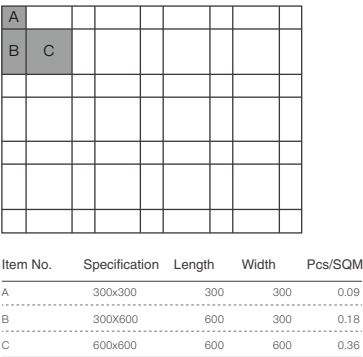 A
B C
Item No. Specification Length Width Pcs/SQM
A 300x300 300 300 0.09
B 300X600 600 300 0.18
C 600x600 600 600 0.36